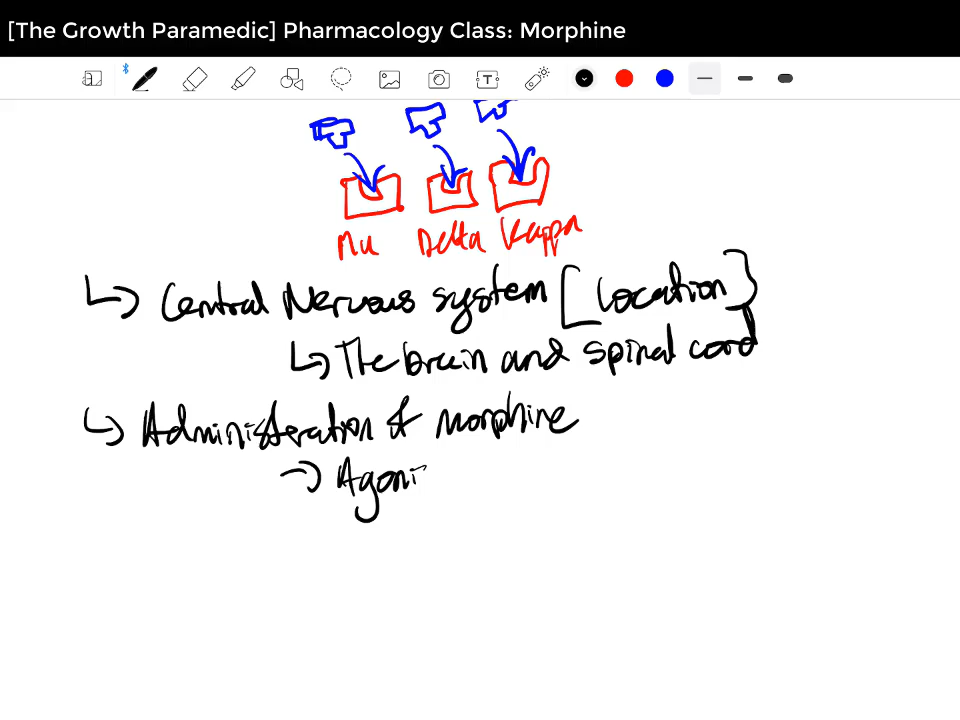 [The Growth Paramedic] Pharmacology Class: Morphine
Mu Delta Kappa
↳ Central Nervous system [Location]
↳ The brain and spinal cord
↳ Administeration of morphine
→ Agoni